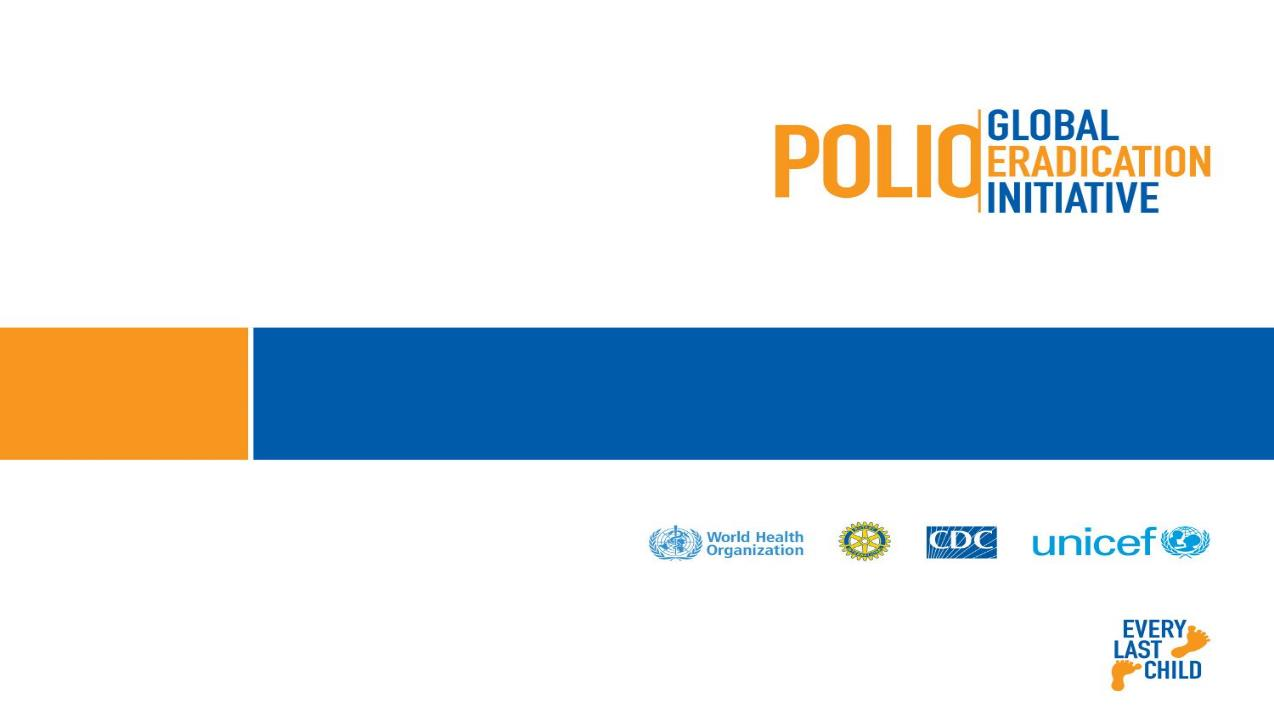 POLIO
GLOBAL
ERADICATION
INITIATIVE
World Health
Organization
CDC
unicef
EVERY
LAST
CHILD